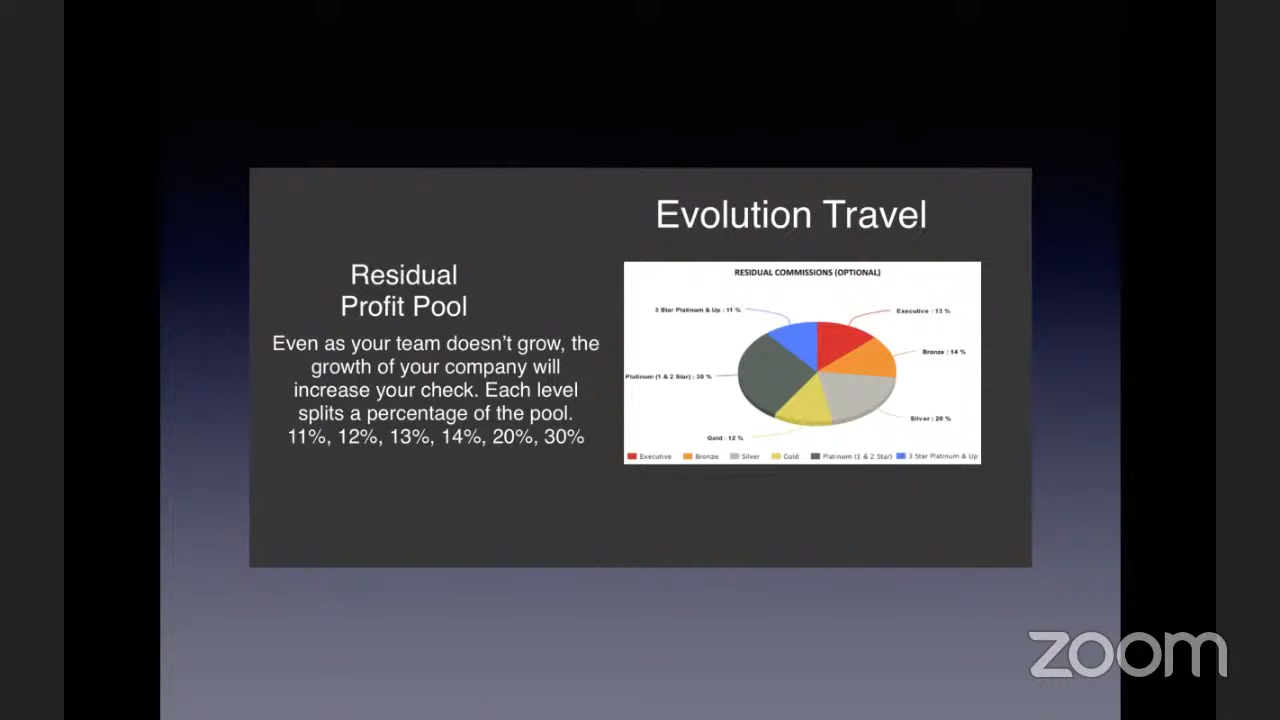 Evolution Travel
Residual
Profit Pool
Even as your team doesn't grow, the
growth of your company will
increase your check. Each level
splits a percentage of the pool.
11%, 12%, 13%, 14%, 20%, 30%
RESIDUAL COMMISSIONS (OPTIONAL)
3 Star Platinum & Up : 11 %
Executive : 13 %
Bronze : 14 %
Platinum (1 & 2 Star) : 30 %
Silver : 20 %
Gold : 12 %
Executive Bronze Silver Gold Platinum (1 & 2 Star) 3 Star Platinum & Up
zoom